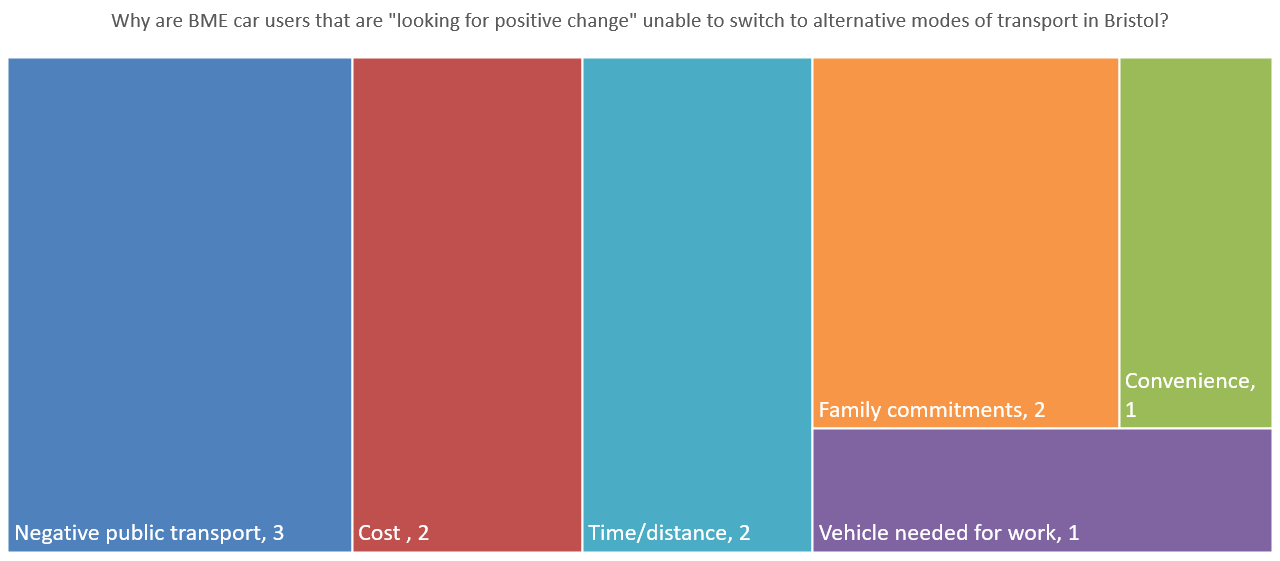 Why are BME car users that are "looking for positive change" unable to switch to alternative modes of transport in Bristol?
Negative public transport, 3
Cost , 2
Time/distance, 2
Family commitments, 2
Convenience,
1
Vehicle needed for work, 1